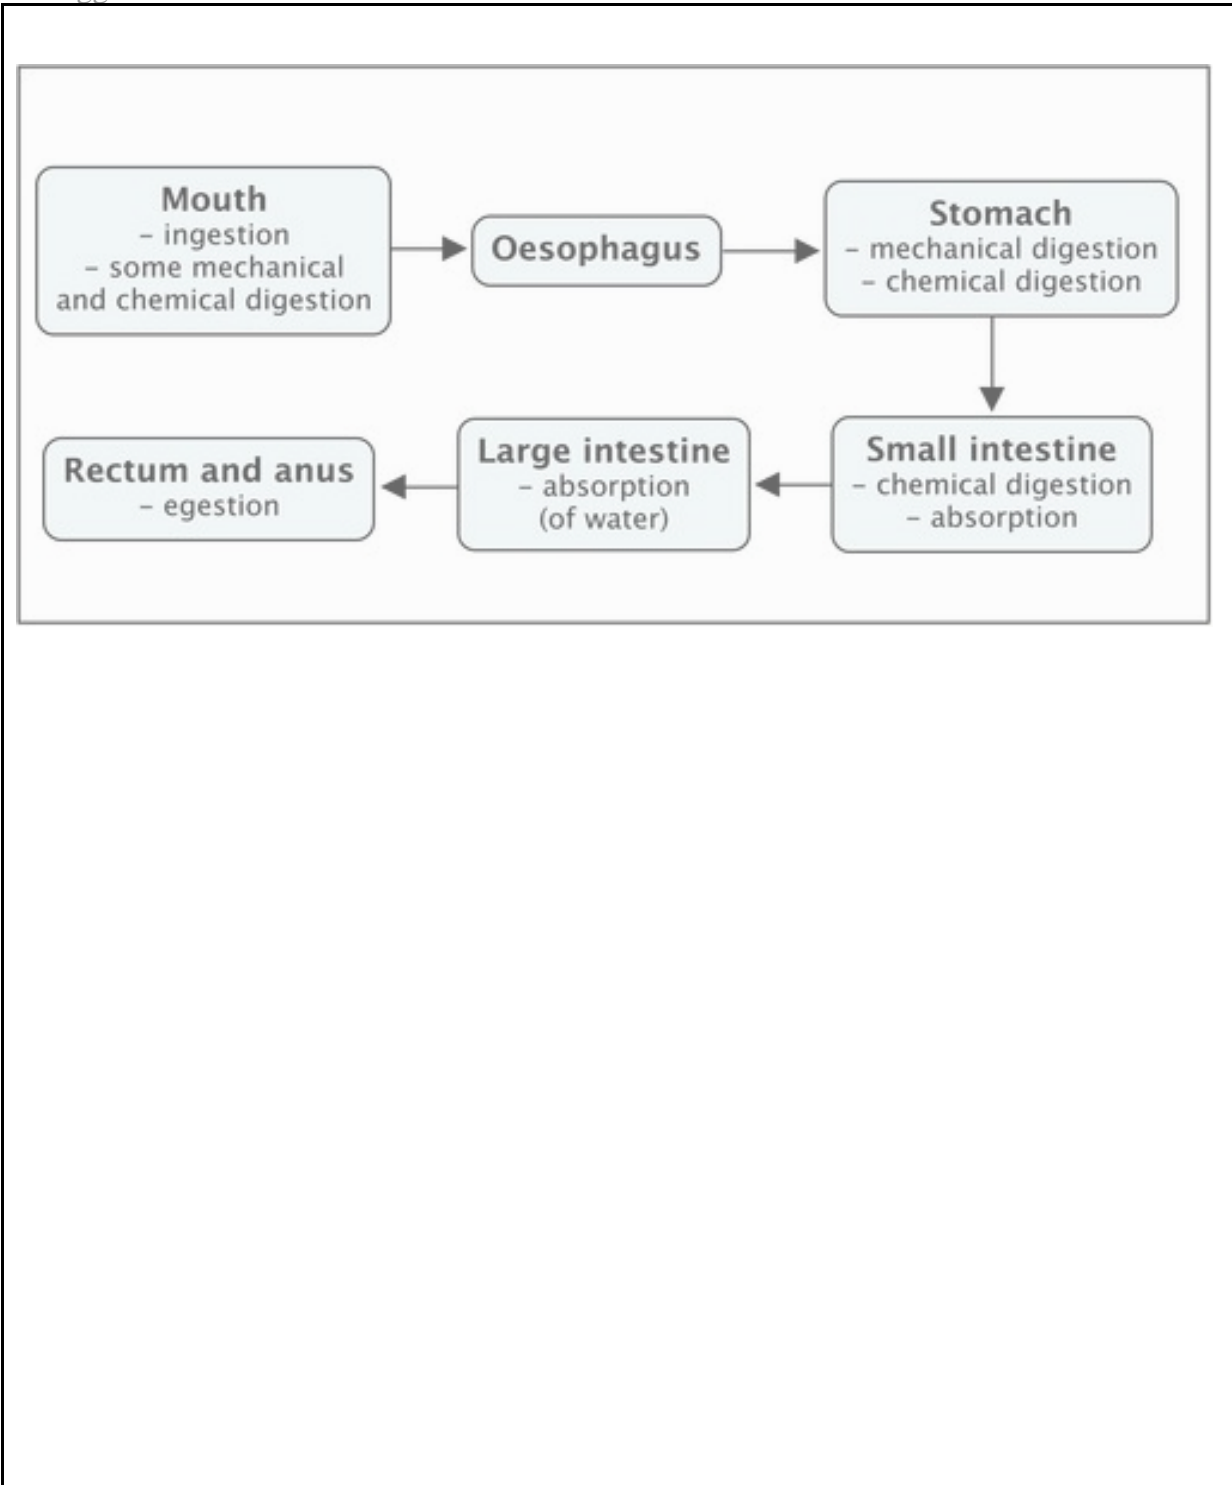 Mouth
– ingestion
– some mechanical
and chemical digestion
Oesophagus
Stomach
– mechanical digestion
– chemical digestion
Small intestine
– chemical digestion
– absorption
Large intestine
– absorption
(of water)
Rectum and anus
– egestion